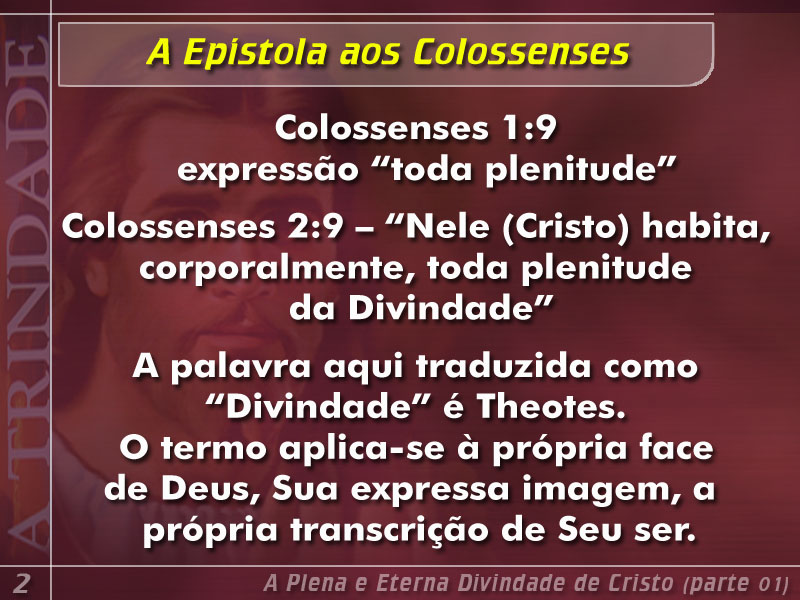 A Epístola aos Colossenses
A TRINDADE
Colossenses 1:9
expressão “toda plenitude”
Colossenses 2:9 – “Nele (Cristo) habita,
corporalmente, toda plenitude
da Divindade”
A palavra aqui traduzida como
“Divindade” é Theotes.
O termo aplica-se à própria face
de Deus, Sua expressa imagem, a
própria transcrição de Seu ser.
2
A Plena e Eterna Divindade de Cristo (parte 01)